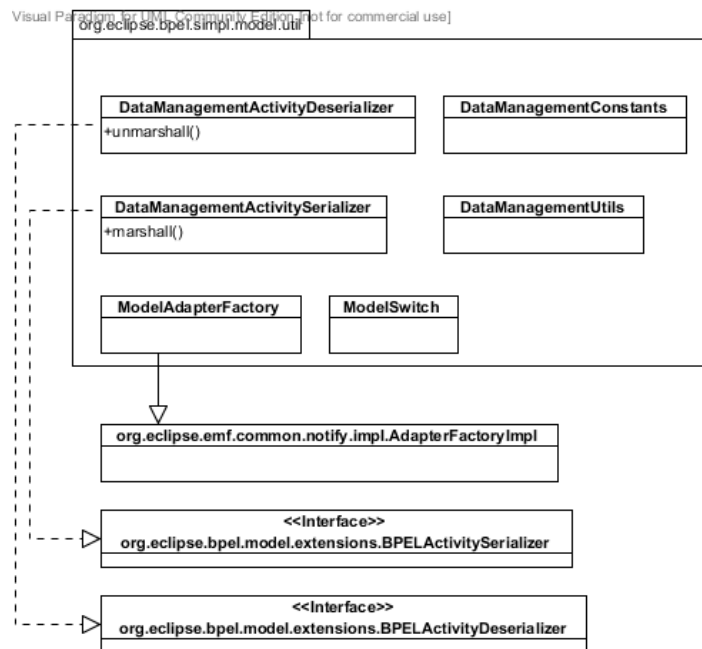 Visual Paradigm for UML Community Edition [not for commercial use]
org.eclipse.bpel.simpl.model.util
DataManagementActivityDeserializer
+unmarshall()
DataManagementConstants
DataManagementActivitySerializer
+marshall()
DataManagementUtils
ModelAdapterFactory
ModelSwitch
org.eclipse.emf.common.notify.impl.AdapterFactoryImpl
<<Interface>>
org.eclipse.bpel.model.extensions.BPELActivitySerializer
<<Interface>>
org.eclipse.bpel.model.extensions.BPELActivityDeserializer